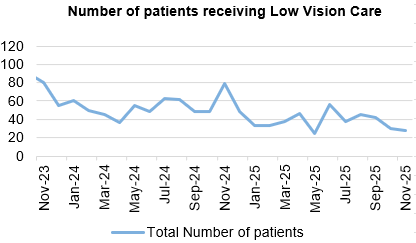 Number of patients receiving Low Vision Care
120
100
80
60
40
20
0
Nov-23
Jan-24
Mar-24
May-24
Jul-24
Sep-24
Nov-24
Jan-25
Mar-25
May-25
Jul-25
Sep-25
Nov-25
Total Number of patients